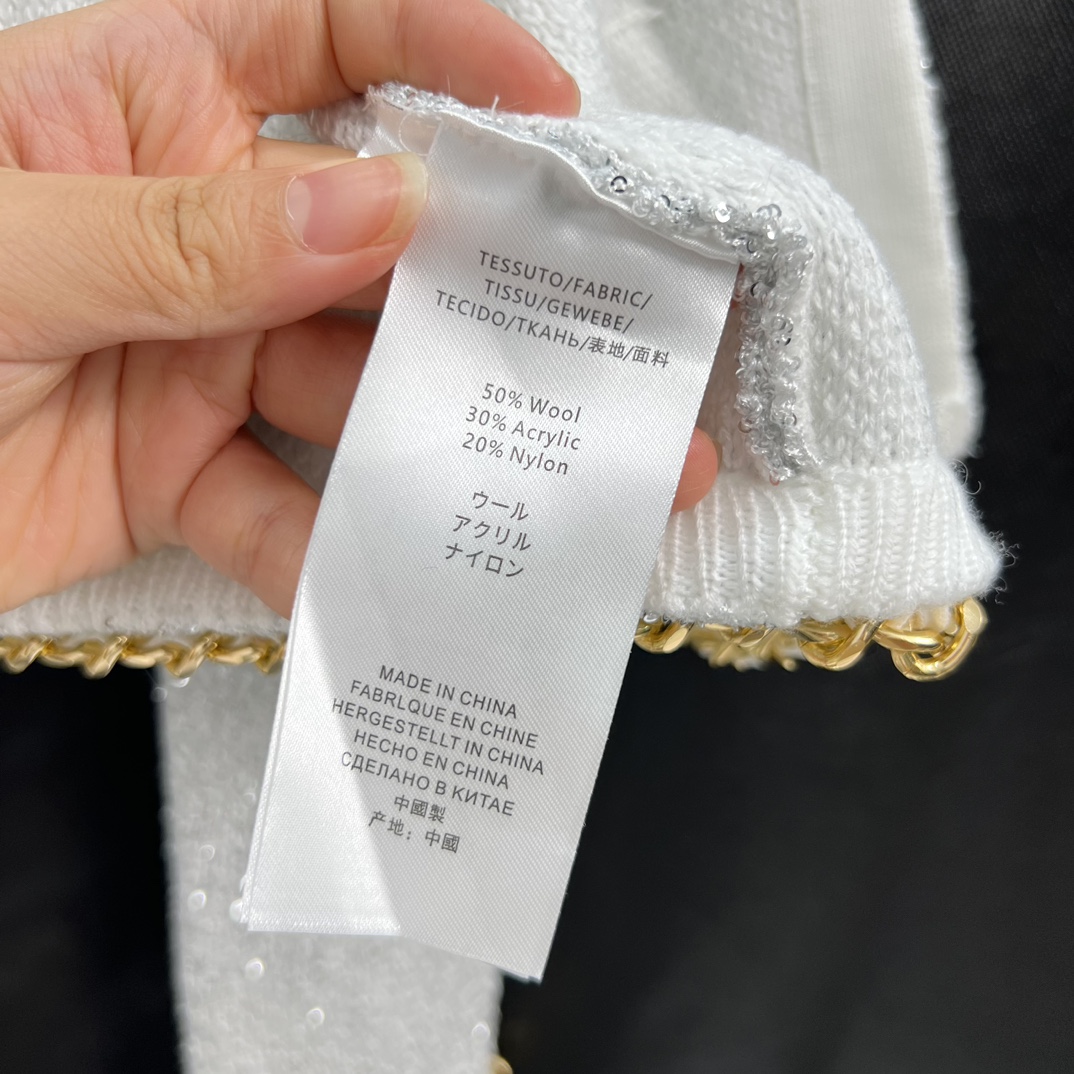 TESSUTO/FABRIC/
TISSU/GEWEBE/
TECIDO/ТКАНЬ/表地/面料
50% Wool
30% Acrylic
20% Nylon
ウール
アクリル
ナイロン
MADE IN CHINA
FABRLQUE EN CHINE
HERGESTELLT IN CHINA
HECHO EN CHINA
СДЕЛАНО В КИТАЕ
中國製
产地：中國